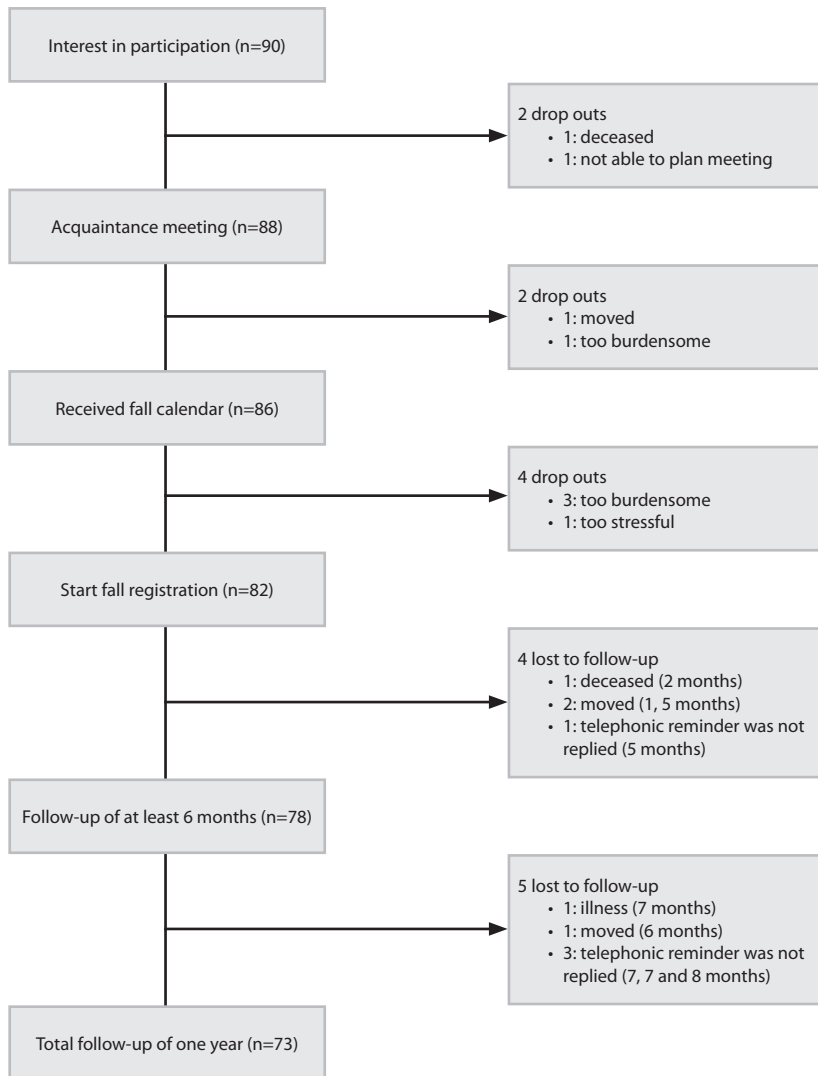 Interest in participation (n=90)
2 drop outs
• 1: deceased
• 1: not able to plan meeting
Acquaintance meeting (n=88)
2 drop outs
• 1: moved
• 1: too burdensome
Received fall calendar (n=86)
4 drop outs
• 3: too burdensome
• 1: too stressful
Start fall registration (n=82)
4 lost to follow-up
• 1: deceased (2 months)
• 2: moved (1, 5 months)
• 1: telephonic reminder was not
replied (5 months)
Follow-up of at least 6 months (n=78)
5 lost to follow-up
• 1: illness (7 months)
• 1: moved (6 months)
• 3: telephonic reminder was not
replied (7, 7 and 8 months)
Total follow-up of one year (n=73)